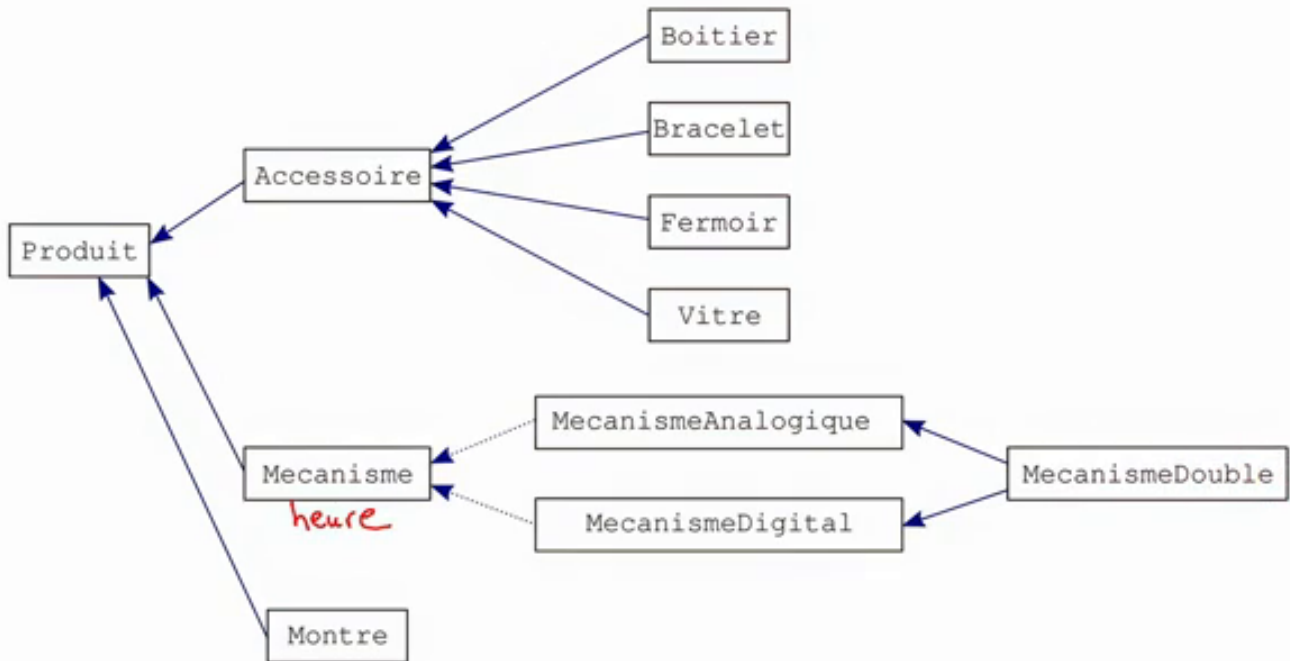 Boitier
Bracelet
Accessoire
Fermoir
Produit
Vitre
MecanismeAnalogique
Mecanisme
MecanismeDouble
heure
MecanismeDigital
Montre